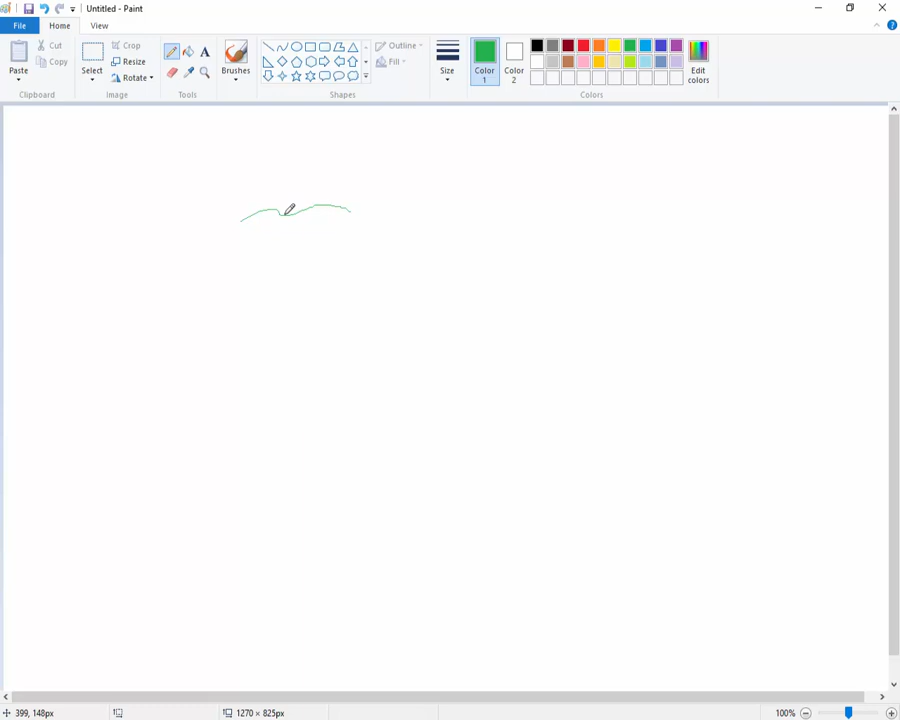 Untitled - Paint
File
Home
View
Paste
Cut
Copy
Clipboard
Select
Crop
Resize
Rotate
Image
A
Tools
Brushes
Outline
Fill
Shapes
Size
Color
1
Color
2
Edit
colors
Colors
399, 148px
1270 × 825px
100%